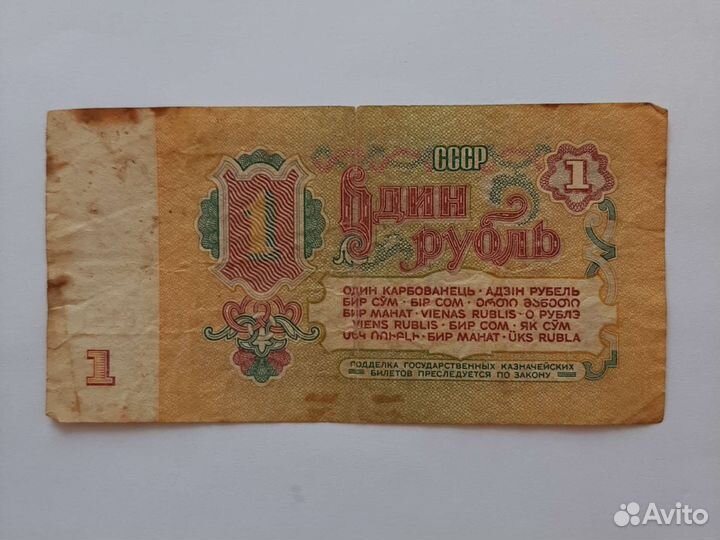 СССР
1
1
Один
рубль
ОДИН КАРБОВАНЕЦЬ · АДЗІН РУБЕЛЬ
БИР СЎМ · БІР СОМ · ᲔᲠᲗᲘ ᲛᲐᲜᲔᲗᲘ
БИР МАНАТ · VIENAS RUBLIS · О РУБЛЭ
VIENS RUBLIS · БИР СОМ · ЯК СЎМ
ՄԵԿ ՌՈՒԲԼԻ · БИР МАНАТ · ÜKS RUBLA
1
ПОДДЕЛКА ГОСУДАРСТВЕННЫХ КАЗНАЧЕЙСКИХ
БИЛЕТОВ ПРЕСЛЕДУЕТСЯ ПО ЗАКОНУ
Avito